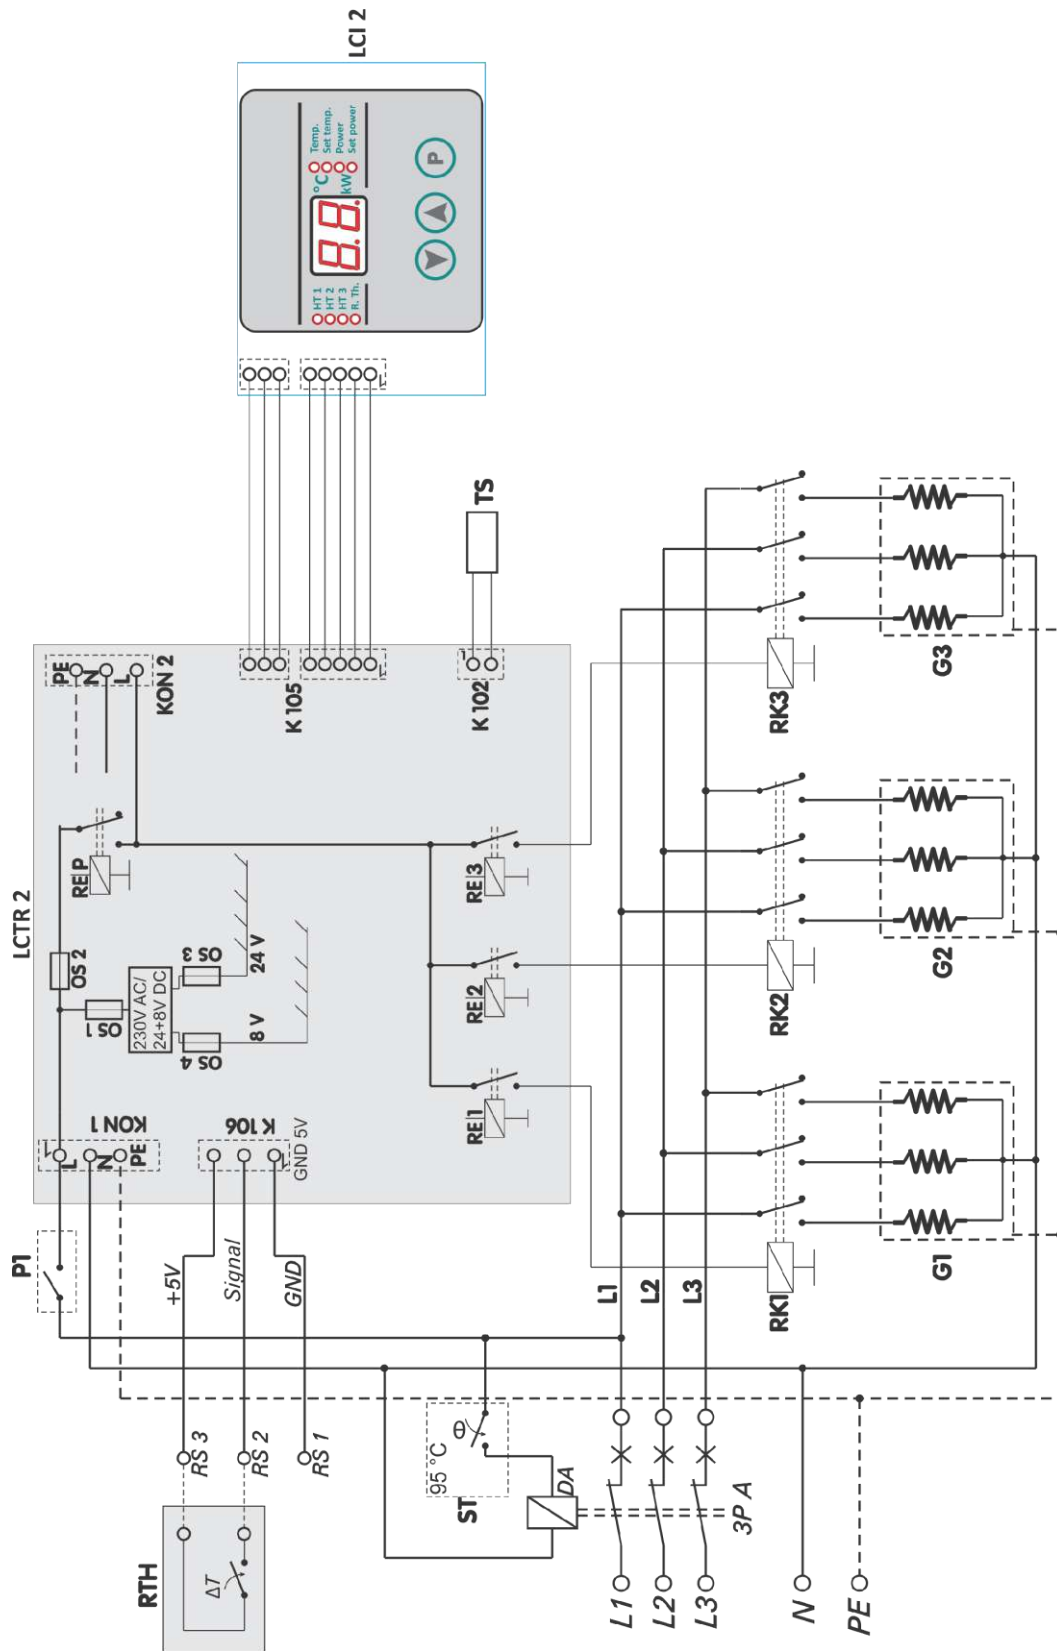 LCI 2
Temp.
Set temp.
Power
Set power
°C
kW
8.8.
HT 1
HT 2
HT 3
R. Th.
P
LCTR 2
PE
N
L
KON 2
K 105
K 102
TS
RE P
OS 2
OS 1
230V AC/
24+8V DC
OS 3
24 V
OS 4
8 V
RE 3
RE 2
RE 1
L
N
PE
KON 1
K 106
GND 5V
P1
+5V
Signal
GND
RS 3
RS 2
RS 1
RTH
ΔT
95 °C
θ
ST
DA
3P A
L1
L2
L3
RK1
RK2
RK3
G1
G2
G3
L1
L2
L3
N
PE